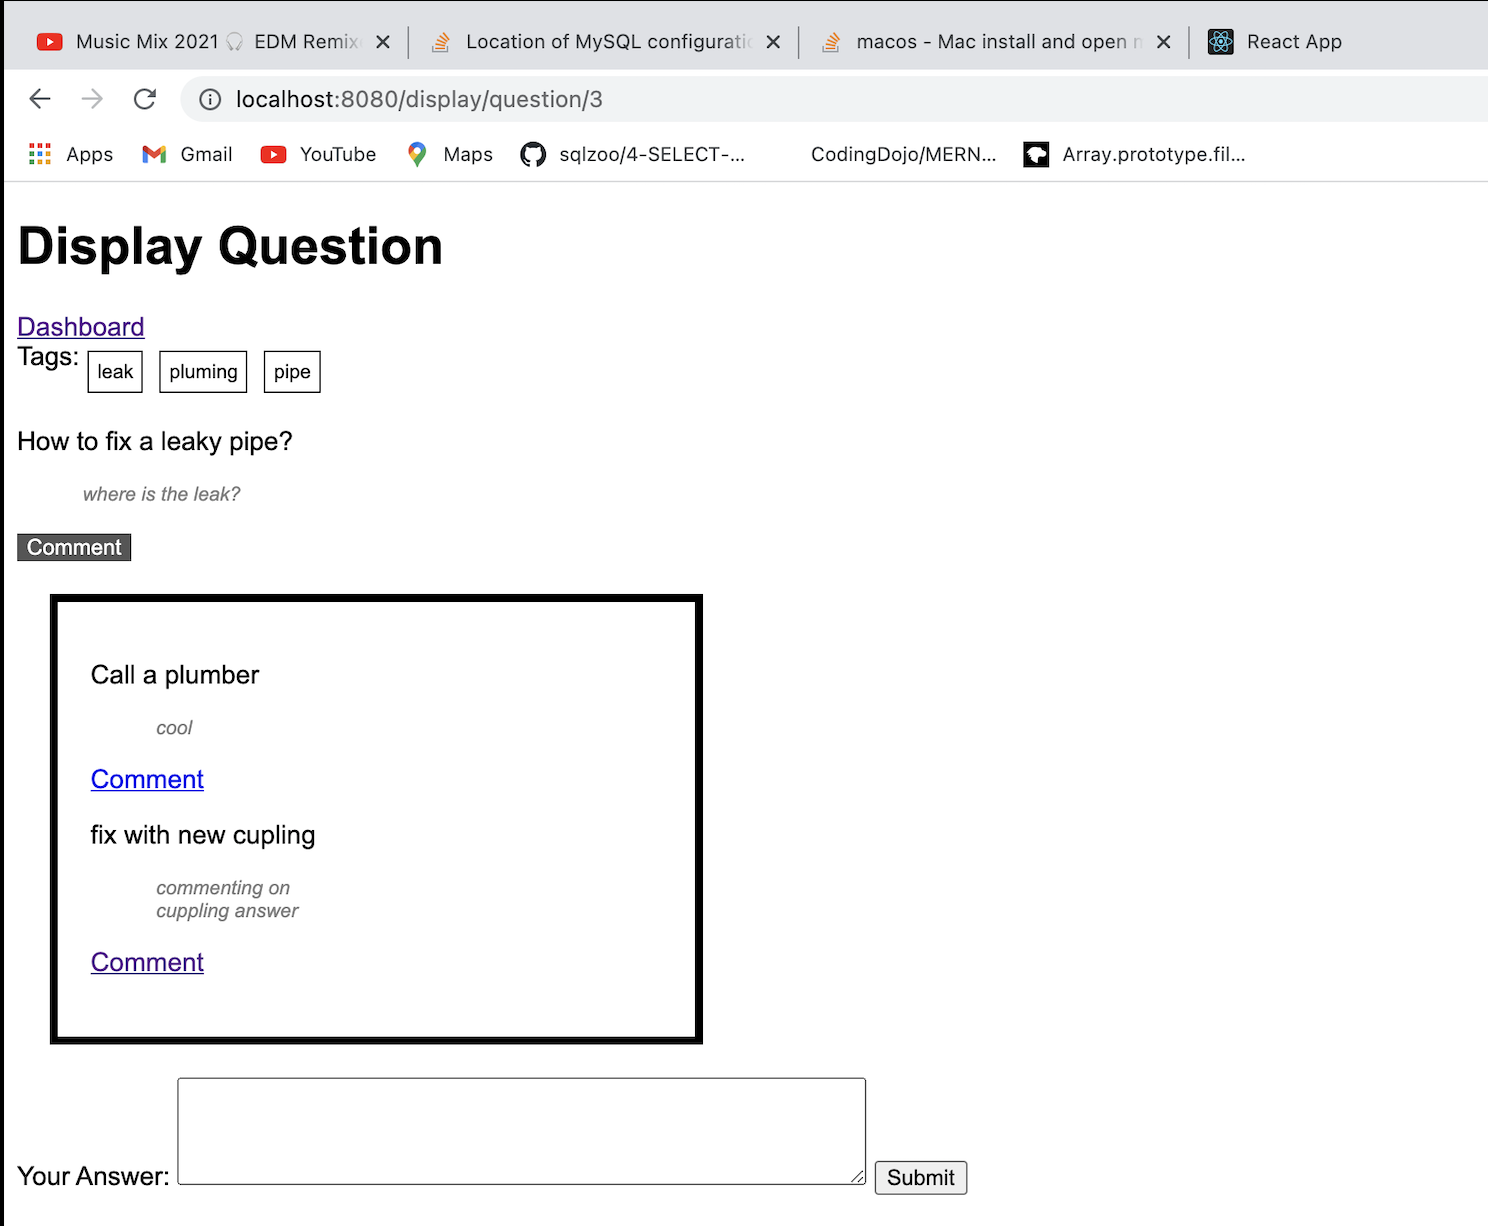 Music Mix 2021 🎧 EDM Remix
Location of MySQL configuratio
macos - Mac install and open
React App
localhost:8080/display/question/3
Apps
Gmail
YouTube
Maps
sqlzoo/4-SELECT-...
CodingDojo/MERN...
Array.prototype.fil...
Display Question
Dashboard
Tags: leak pluming pipe
How to fix a leaky pipe?
where is the leak?
Comment
Call a plumber
cool
Comment
fix with new cupling
commenting on
cuppling answer
Comment
Your Answer:
Submit